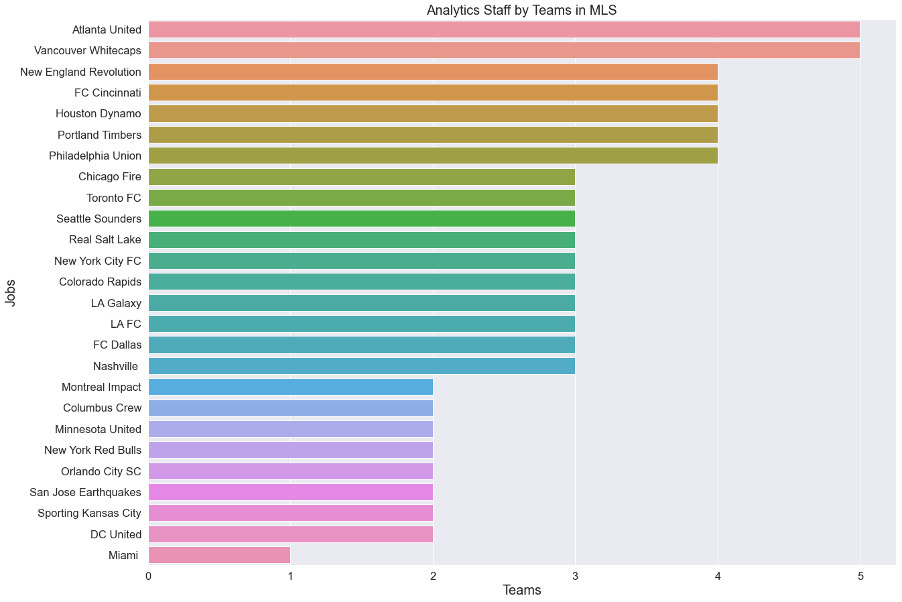 Analytics Staff by Teams in MLS
Atlanta United
Vancouver Whitecaps
New England Revolution
FC Cincinnati
Houston Dynamo
Portland Timbers
Philadelphia Union
Chicago Fire
Toronto FC
Seattle Sounders
Real Salt Lake
New York City FC
Colorado Rapids
LA Galaxy
LA FC
FC Dallas
Nashville
Montreal Impact
Columbus Crew
Minnesota United
New York Red Bulls
Orlando City SC
San Jose Earthquakes
Sporting Kansas City
DC United
Miami
Jobs
0 1 2 3 4 5
Teams